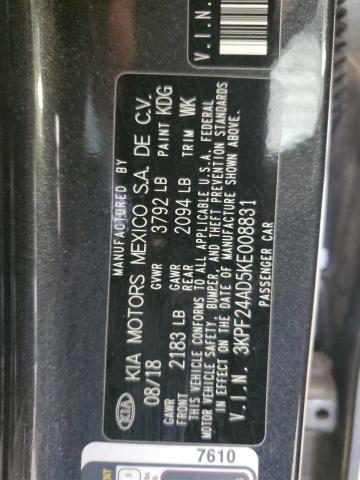 V.I.N.
MANUFACTURED BY
KIA KIA MOTORS MEXICO S.A. DE C.V.
08/18 GVWR 3792 LB PAINT KDG
GAWR FRONT 2183 LB GAWR REAR 2094 LB TRIM WK
THIS VEHICLE CONFORMS TO ALL APPLICABLE U.S.A. FEDERAL
MOTOR VEHICLE SAFETY, BUMPER, AND THEFT PREVENTION STANDARDS
IN EFFECT ON THE DATE OF MANUFACTURE SHOWN ABOVE.
V.I.N. 3KPF24AD5KE008831
PASSENGER CAR
7610